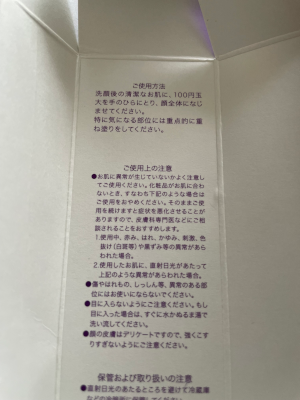 ご使用方法
洗顔後の清潔なお肌に、100円玉
大を手のひらにとり、顔全体になじ
ませてください。
特に気になる部位には重点的に重
ね塗りをしてください。
ご使用上の注意
●お肌に異常が生じていないかよく注意し
てご使用ください。化粧品がお肌に合わ
ないとき、すなわち下記のような場合は
ご使用をおやめください。そのままご使
用を続けますと症状を悪化させることが
ありますので、皮膚科専門医などにご相
談されることをおすすめします。
1.使用中、赤み、はれ、かゆみ、刺激、色
抜け(白斑等)や黒ずみ等の異常があら
われた場合。
2.使用したお肌に、直射日光があたって
上記のような異常があらわれた場合。
●傷やはれもの、しっしん等、異常のある部
位にはお使いにならないでください。
●目に入らないようにご注意ください。もし
目に入った場合は、すぐに水かぬるま湯で
洗い流してください。
●顔の皮膚はデリケートですので、強くこす
りすぎないようにご注意ください。
保管および取り扱いの注意
●直射日光のあたるところを避けて冷蔵庫